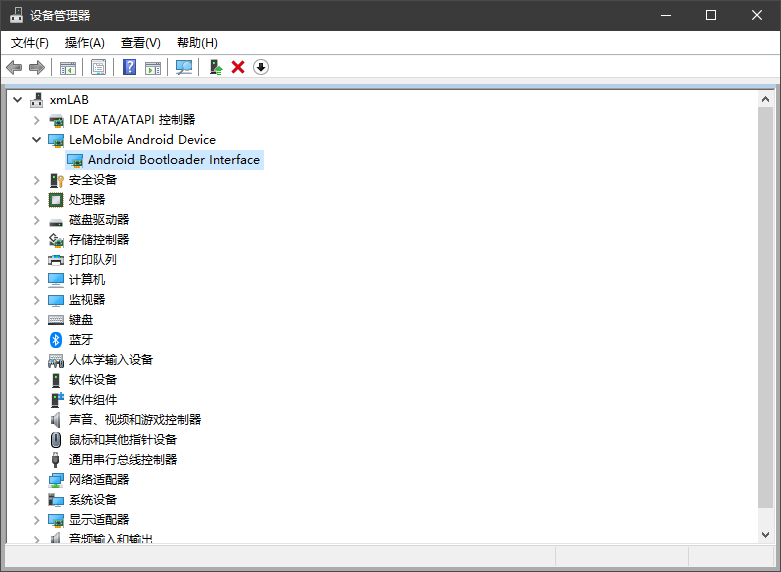 设备管理器
文件(F) 操作(A) 查看(V) 帮助(H)
xmLAB
IDE ATA/ATAPI 控制器
LeMobile Android Device
Android Bootloader Interface
安全设备
处理器
磁盘驱动器
存储控制器
打印队列
计算机
监视器
键盘
蓝牙
人体学输入设备
软件设备
软件组件
声音、视频和游戏控制器
鼠标和其他指针设备
通用串行总线控制器
网络适配器
系统设备
显示适配器
音频输入和输出